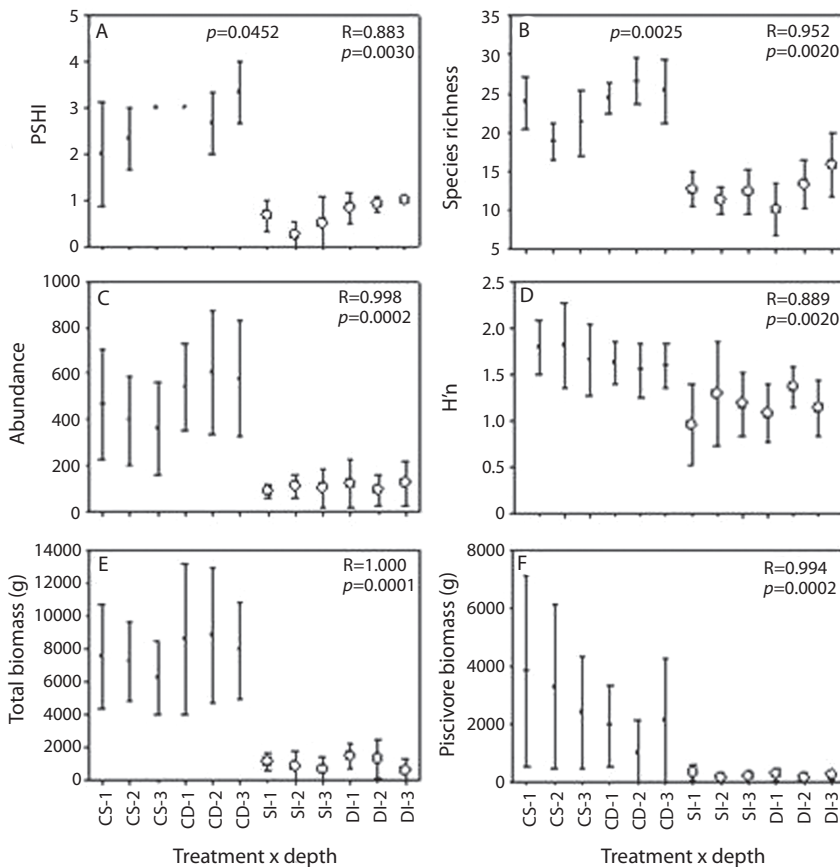 A
p=0.0452
R=0.883
p=0.0030
PSHI
5
4
3
2
1
0
B
p=0.0025
R=0.952
p=0.0020
Species richness
35
30
25
20
15
10
5
C
R=0.998
p=0.0002
Abundance
1000
800
600
400
200
0
D
R=0.889
p=0.0020
H'n
2.5
2.0
1.5
1.0
0.5
0
E
R=1.000
p=0.0001
Total biomass (g)
14000
12000
10000
8000
6000
4000
2000
0
F
R=0.994
p=0.0002
Piscivore biomass (g)
8000
6000
4000
2000
0
CS-1 CS-2 CS-3 CD-1 CD-2 CD-3 SI-1 SI-2 SI-3 DI-1 DI-2 DI-3
CS-1 CS-2 CS-3 CD-1 CD-2 CD-3 SI-1 SI-2 SI-3 DI-1 DI-2 DI-3
Treatment x depth
Treatment x depth